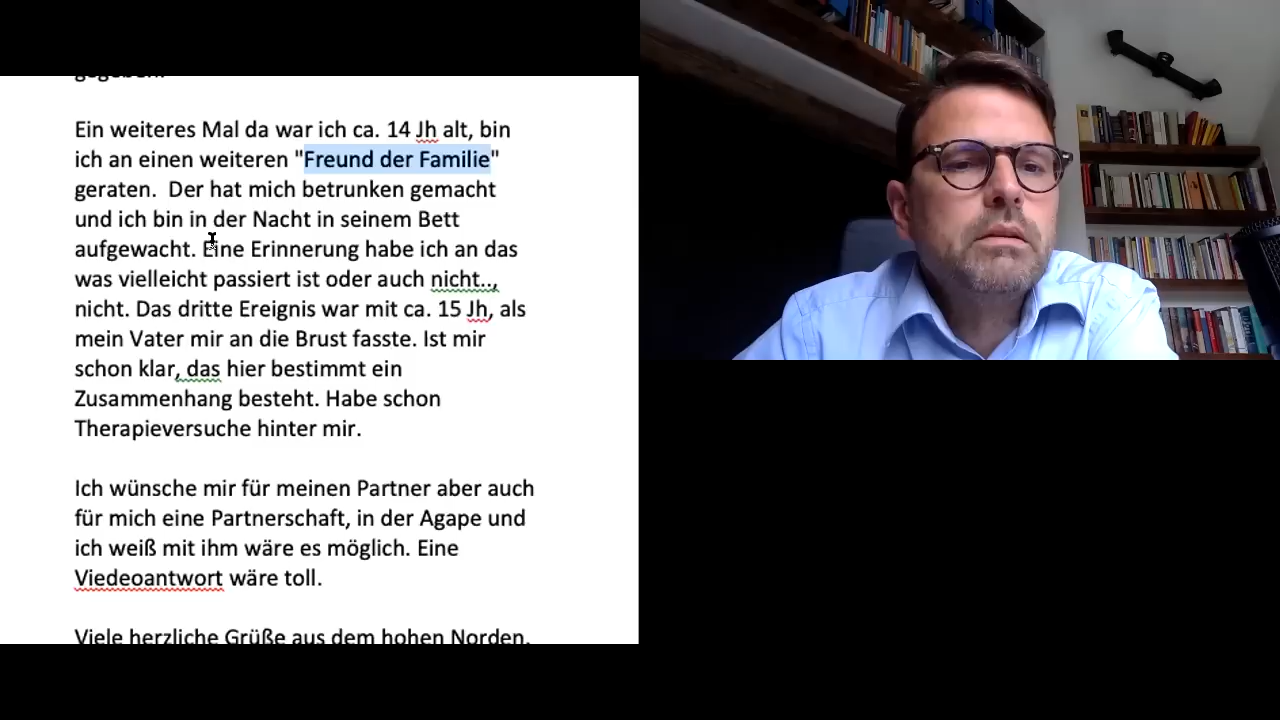 gegeben.
Ein weiteres Mal da war ich ca. 14 Jh alt, bin
ich an einen weiteren "Freund der Familie"
geraten.  Der hat mich betrunken gemacht
und ich bin in der Nacht in seinem Bett
aufgewacht. Eine Erinnerung habe ich an das
was vielleicht passiert ist oder auch nicht..,
nicht. Das dritte Ereignis war mit ca. 15 Jh, als
mein Vater mir an die Brust fasste. Ist mir
schon klar, das hier bestimmt ein
Zusammenhang besteht. Habe schon
Therapieversuche hinter mir.
Ich wünsche mir für meinen Partner aber auch
für mich eine Partnerschaft, in der Agape und
ich weiß mit ihm wäre es möglich. Eine
Viedeoantwort wäre toll.
Viele herzliche Grüße aus dem hohen Norden.